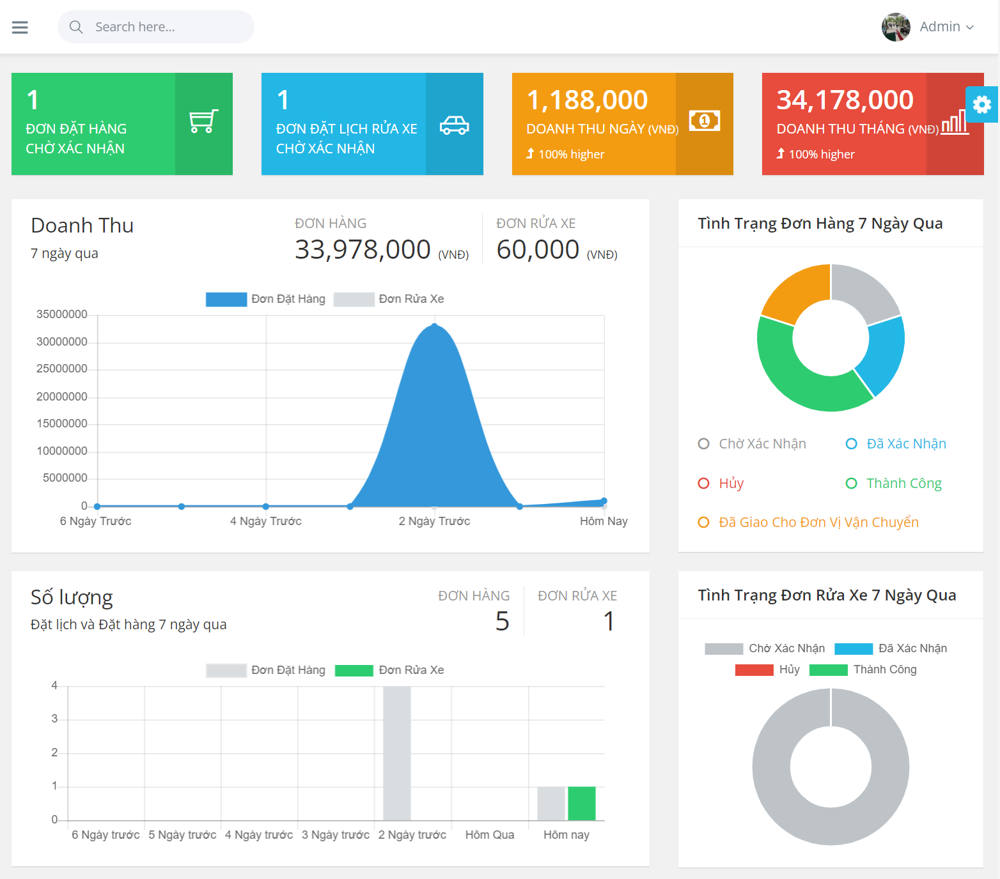 Search here...
Admin
1
ĐƠN ĐẶT HÀNG
CHỜ XÁC NHẬN
1
ĐƠN ĐẶT LỊCH RỬA XE
CHỜ XÁC NHẬN
1,188,000
DOANH THU NGÀY (VNĐ)
100% higher
1
34,178,000
DOANH THU THÁNG (VNĐ)
100% higher
Doanh Thu
7 ngày qua
ĐƠN HÀNG
33,978,000 (VNĐ)
ĐƠN RỬA XE
60,000 (VNĐ)
Đơn Đặt Hàng Đơn Rửa Xe
35000000
30000000
25000000
20000000
15000000
10000000
5000000
0
6 Ngày Trước 4 Ngày Trước 2 Ngày Trước Hôm Nay
Tình Trạng Đơn Hàng 7 Ngày Qua
Chờ Xác Nhận Đã Xác Nhận
Hủy Thành Công
Đã Giao Cho Đơn Vị Vận Chuyển
Số lượng
Đặt lịch và Đặt hàng 7 ngày qua
ĐƠN HÀNG
5
ĐƠN RỬA XE
1
Đơn Đặt Hàng Đơn Rửa Xe
4
3
2
1
0
6 Ngày trước 5 Ngày trước 4 Ngày trước 3 Ngày trước 2 Ngày trước Hôm Qua Hôm nay
Tình Trạng Đơn Rửa Xe 7 Ngày Qua
Chờ Xác Nhận Đã Xác Nhận
Hủy Thành Công